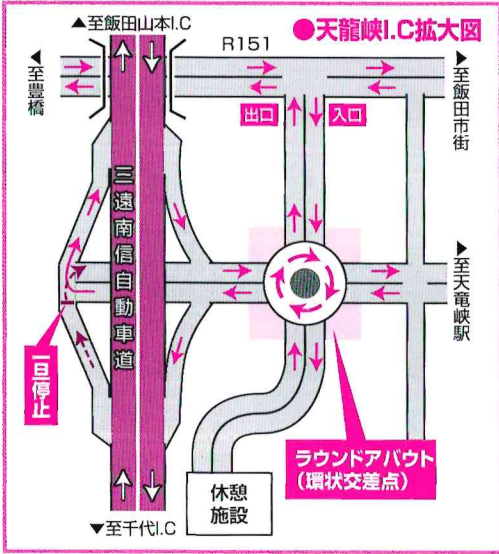 ●天龍峡I.C拡大図
▲至飯田山本I.C
R151
▲至豊橋
▶至飯田市街
出口
入口
三遠南信自動車道
▶至天竜峡駅
一旦停止
ラウンドアバウト
(環状交差点)
休憩
施設
▼至千代I.C